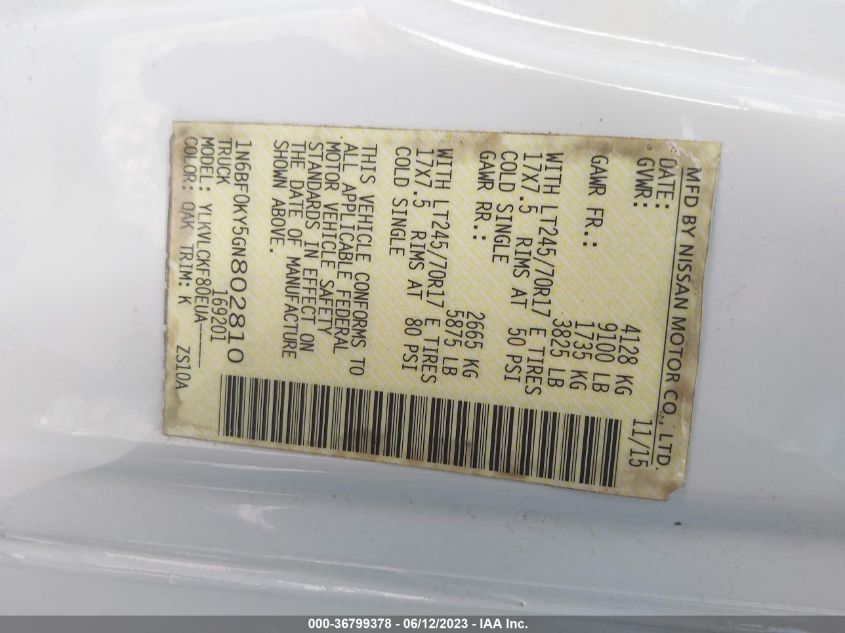 MFD BY NISSAN MOTOR CO., LTD.
DATE: 11/15
GVWR: 4128 KG
9100 LB
GAWR FR.: 1735 KG
3825 LB
WITH LT245/70R17 E TIRES
17X7.5 RIMS AT 50 PSI
COLD SINGLE
GAWR RR.: 2665 KG
5875 LB
WITH LT245/70R17 E TIRES
17X7.5 RIMS AT 80 PSI
COLD SINGLE
THIS VEHICLE CONFORMS TO
ALL APPLICABLE FEDERAL
MOTOR VEHICLE SAFETY
STANDARDS IN EFFECT ON
THE DATE OF MANUFACTURE
SHOWN ABOVE.
1N6BF0KY5GN802810
TRUCK 169201
MODEL: YLKVLCKF80EUA-----
COLOR: QAK TRIM: K ZS10A
000-36799378 - 06/12/2023 - IAA Inc.